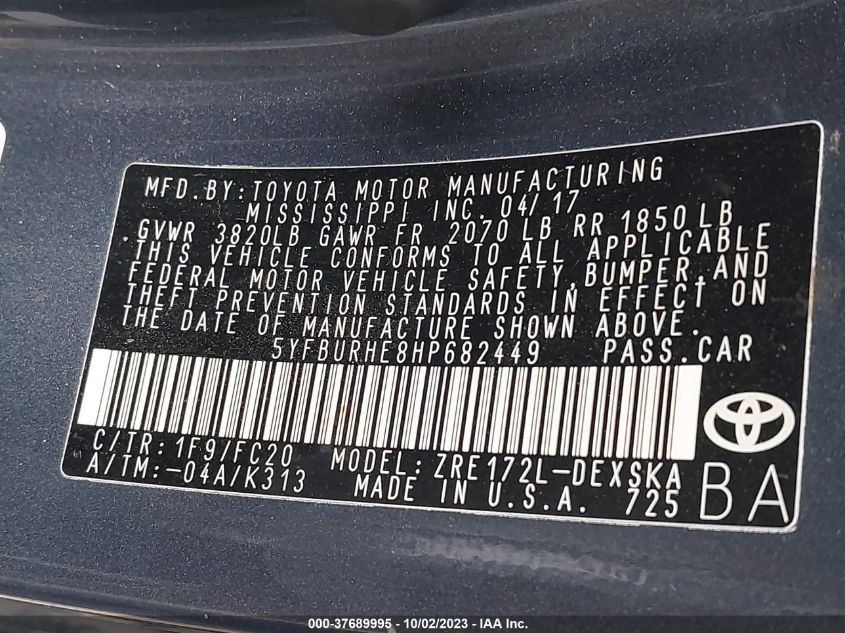 MFD.BY:TOYOTA MOTOR MANUFACTURING
MISSISSIPPI INC. 04/17
GVWR 3820LB GAWR FR 2070 LB RR 1850 LB
THIS VEHICLE CONFORMS TO ALL APPLICABLE
FEDERAL MOTOR VEHICLE SAFETY,BUMPER,AND
THEFT PREVENTION STANDARDS IN EFFECT ON
THE DATE OF MANUFACTURE SHOWN ABOVE.
5YFBURHE8HP682449 PASS.CAR
C/TR:1F9/FC20 MODEL:ZRE172L-DEXSKA
A/TM:-04A/K313 MADE IN U.S.A. 725 BA
000-37689995 - 10/02/2023 - IAA Inc.